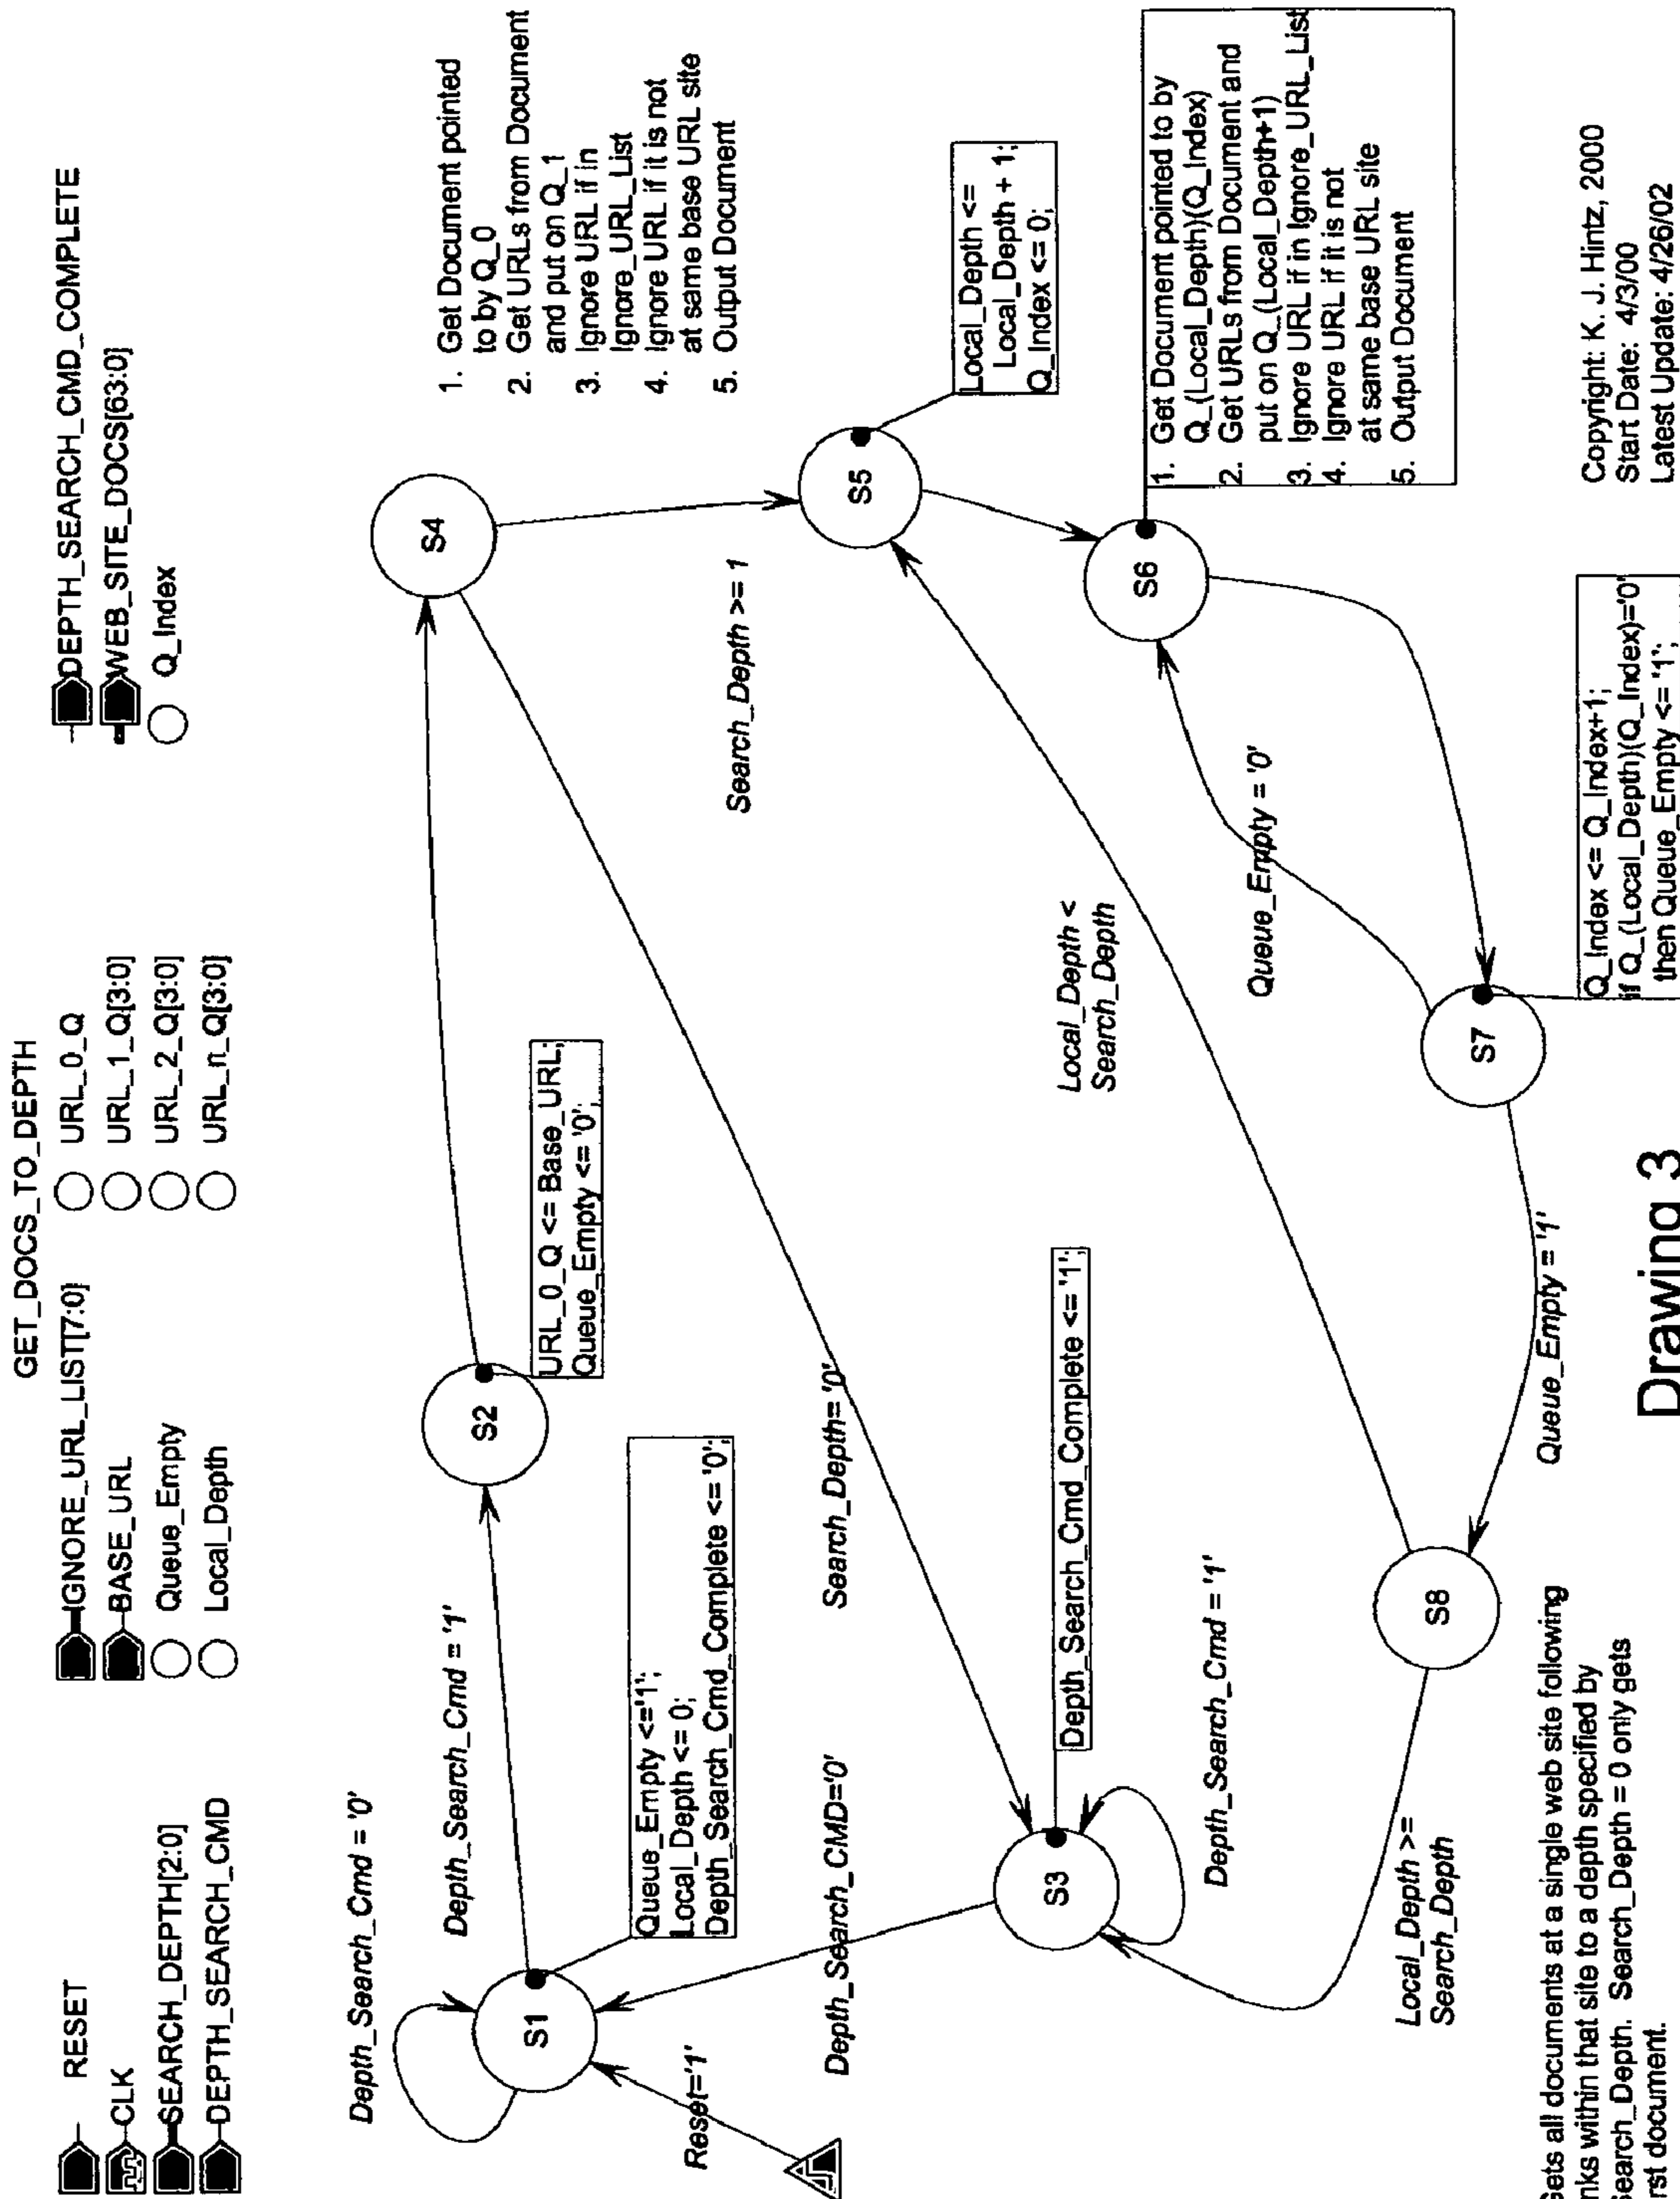 GET_DOCS_TO_DEPTH
RESET
CLK
SEARCH_DEPTH[2:0]
DEPTH_SEARCH_CMD
IGNORE_URL_LIST[7:0]
BASE_URL
Queue_Empty
Local_Depth
URL_0_Q
URL_1_Q[3:0]
URL_2_Q[3:0]
URL_n_Q[3:0]
DEPTH_SEARCH_CMD_COMPLETE
WEB_SITE_DOCS[63:0]
Q_Index
Depth_Search_Cmd = '0'
S1
Reset='1'
Depth_Search_Cmd = '1'
Queue_Empty <='1';
Local_Depth <= 0;
Depth_Search_Cmd_Complete <= '0';
S2
URL_0_Q <= Base_URL;
Queue_Empty <= '0';
S4
1. Get Document pointed
to by Q_0
2. Get URLs from Document
and put on Q_1
3. Ignore URL if in
Ignore_URL_List
4. Ignore URL if it is not
at same base URL site
5. Output Document
Search_Depth >= 1
Search_Depth= '0'
Depth_Search_CMD='0'
S5
Local_Depth <=
Local_Depth + 1;
Q_Index <= 0;
S3
Depth_Search_Cmd_Complete <= '1';
Depth_Search_Cmd = '1'
Local_Depth <
Search_Depth
S6
1. Get Document pointed to by
Q_(Local_Depth)(Q_Index)
2. Get URLs from Document and
put on Q_(Local_Depth+1)
3. Ignore URL if in Ignore_URL_List
4. Ignore URL if it is not
at same base URL site
5. Output Document
Queue_Empty = '0'
Local_Depth >=
Search_Depth
S8
S7
Queue_Empty = '1'
Q_Index <= Q_Index+1;
if Q_(Local_Depth)(Q_Index)='0'
then Queue_Empty <= '1';
Gets all documents at a single web site following
nks within that site to a depth specified by
Search_Depth. Search_Depth = 0 only gets
rst document.
Drawing 3
Copyright: K. J. Hintz, 2000
Start Date: 4/3/00
Latest Update: 4/26/02